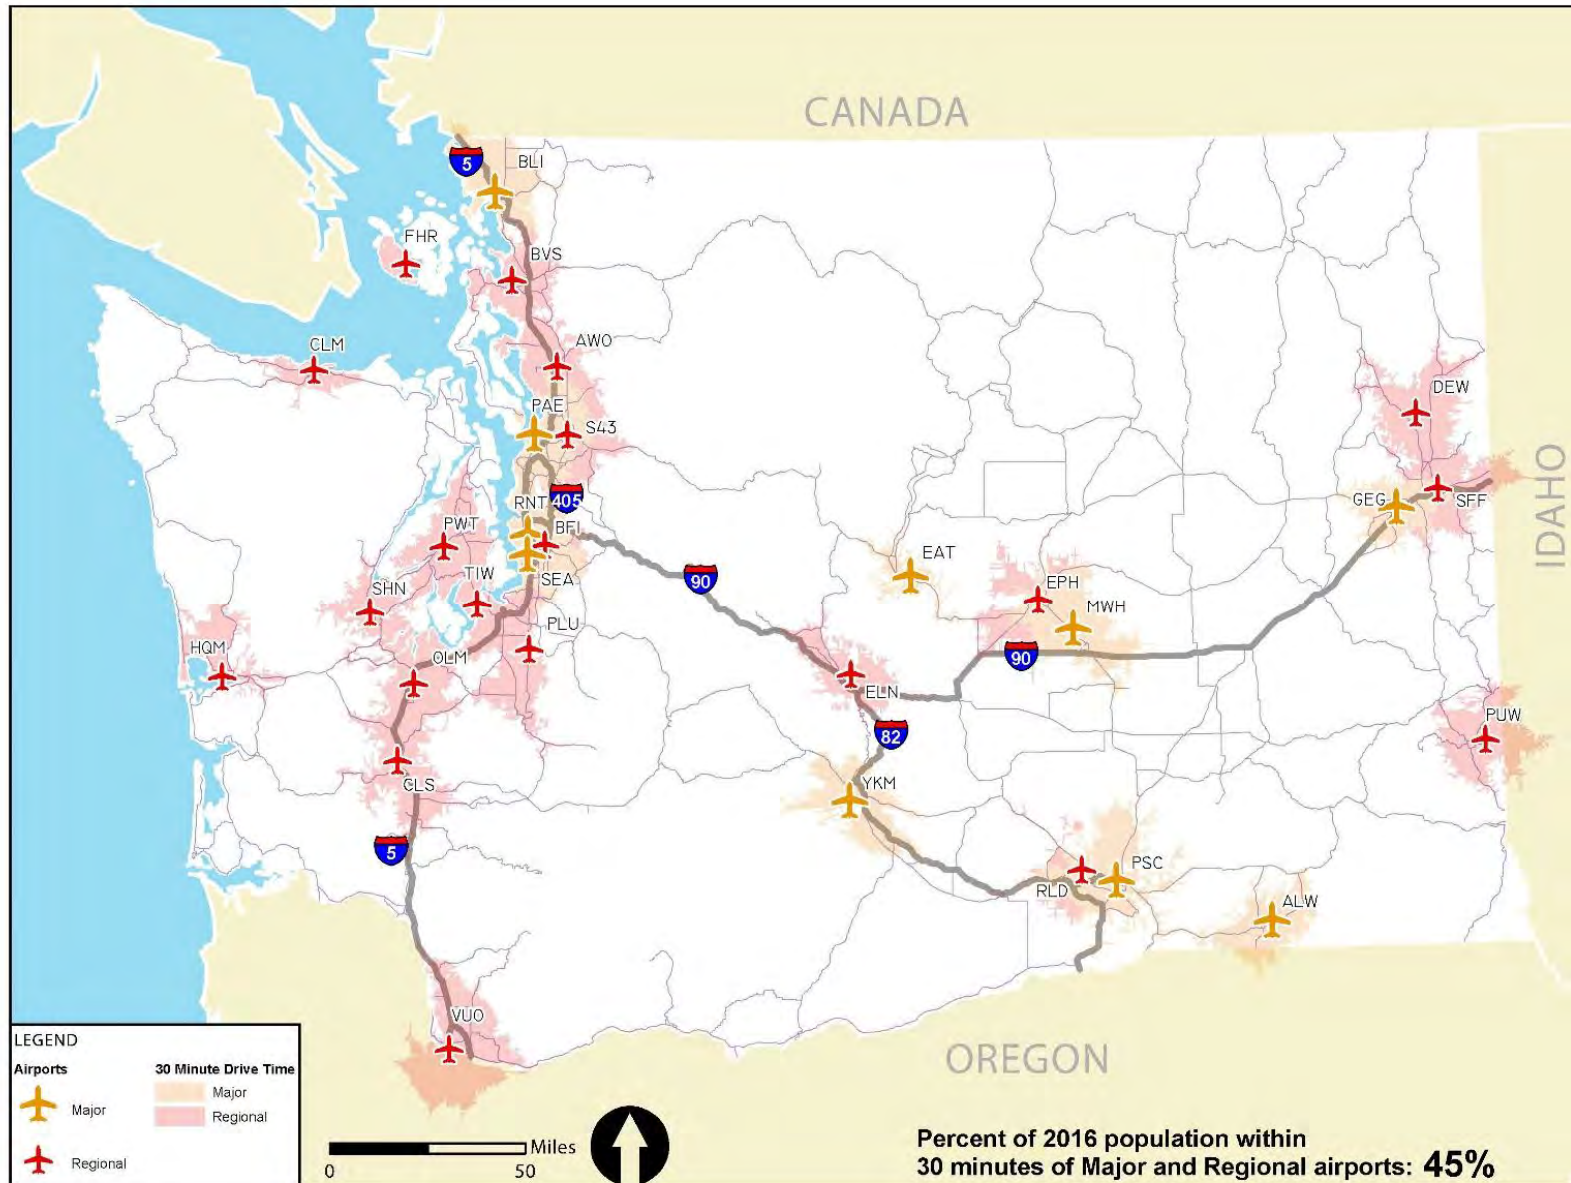 CANADA
5
BLI
FHR
BVS
CLM
AWO
DEW
PAE
S43
IDAHO
405
RNT
GEG
SFF
PWT
BFI
EAT
SEA
90
TIW
EPH
SHN
MWH
PLU
HQM
OLM
90
ELN
PUW
82
CLS
YKM
5
PSC
RLD
ALW
VUO
OREGON
LEGEND
Airports
30 Minute Drive Time
Major
Major
Regional
Regional
Miles
0 50
Percent of 2016 population within
30 minutes of Major and Regional airports: 45%